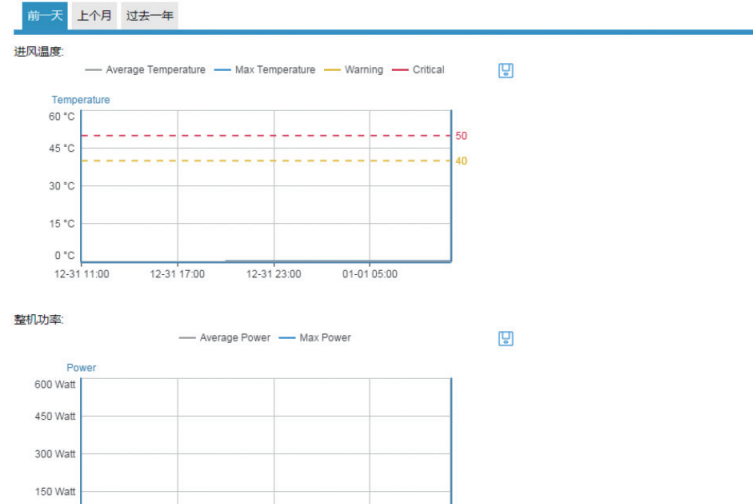 前一天 上个月 过去一年
进风温度:
Average Temperature Max Temperature Warning Critical
Temperature
60 °C
50
45 °C
40
30 °C
15 °C
0 °C
12-31 11:00 12-31 17:00 12-31 23:00 01-01 05:00
整机功率:
Average Power Max Power
Power
600 Watt
450 Watt
300 Watt
150 Watt